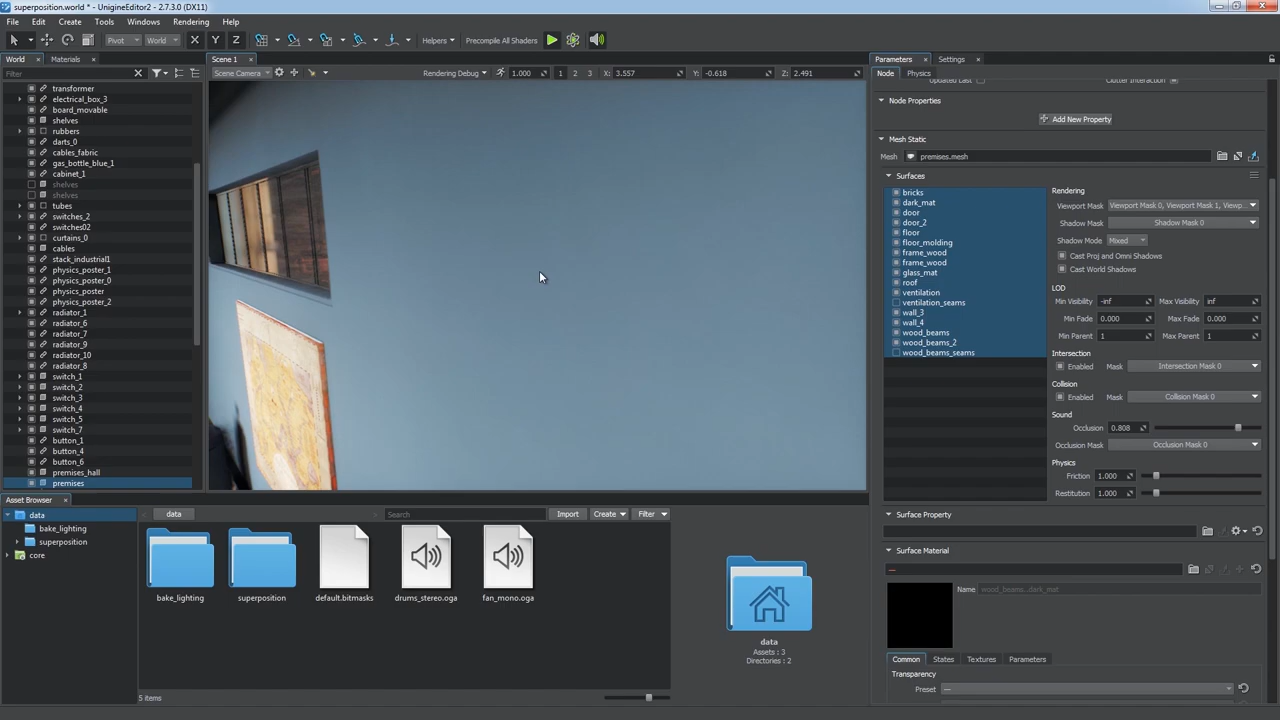 superposition.world * - UnigineEditor2 - 2.7.3.0 (DX11)
File Edit Create Tools Windows Rendering Help
Pivot World X Y Z Helpers Precompile All Shaders
World Materials
Filter
transformer
electrical_box_3
board_movable
shelves
rubbers
darts_0
cables_fabric
gas_bottle_blue_1
cabinet_1
shelves
shelves
tubes
switches_2
switches02
curtains_0
cables
stack_industrial1
physics_poster_1
physics_poster_0
physics_poster
physics_poster_2
radiator_1
radiator_6
radiator_7
radiator_9
radiator_10
radiator_8
switch_1
switch_2
switch_3
switch_4
switch_5
switch_7
button_1
button_4
button_6
premises_hall
premises
Scene 1
Scene Camera Rendering Debug 1.000 1 2 3 X: 3.557 Y: -0.618 Z: 2.491
Parameters Settings
Node Physics
Updated Last Clutter Interaction
Node Properties
Add New Property
Mesh Static
Mesh premises.mesh
Surfaces
bricks
dark_mat
door
door_2
floor
floor_molding
frame_wood
frame_wood
glass_mat
roof
ventilation
ventilation_seams
wall_3
wall_4
wood_beams
wood_beams_2
wood_beams_seams
Rendering
Viewport Mask Viewport Mask 0, Viewport Mask 1, Viewp...
Shadow Mask Shadow Mask 0
Shadow Mode Mixed
Cast Proj and Omni Shadows
Cast World Shadows
LOD
Min Visibility -inf Max Visibility inf
Min Fade 0.000 Max Fade 0.000
Min Parent 1 Max Parent 1
Intersection
Enabled Mask Intersection Mask 0
Collision
Enabled Mask Collision Mask 0
Sound
Occlusion 0.808
Occlusion Mask Occlusion Mask 0
Physics
Friction 1.000
Restitution 1.000
Surface Property
Surface Material
—
Name wood_beams...dark_mat
Common States Textures Parameters
Transparency
Preset —
Asset Browser
data
bake_lighting
superposition
core
data Search Import Create Filter
bake_lighting superposition default.bitmasks drums_stereo.oga fan_mono.oga
data
Assets : 3
Directories : 2
5 items